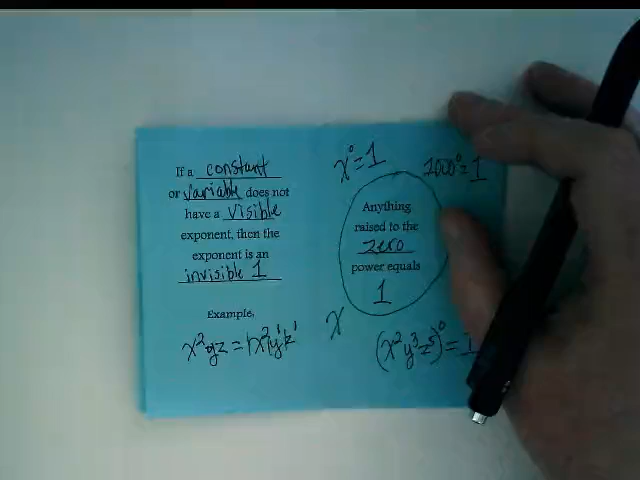 If a constant
or variable does not
have a visible
exponent, then the
exponent is an
invisible 1
Example,
x²yz = 1x²y¹z¹
x⁰ = 1
1000⁰ = 1
Anything
raised to the
zero
power equals
1
x
(x²y³z⁵)⁰ = 1